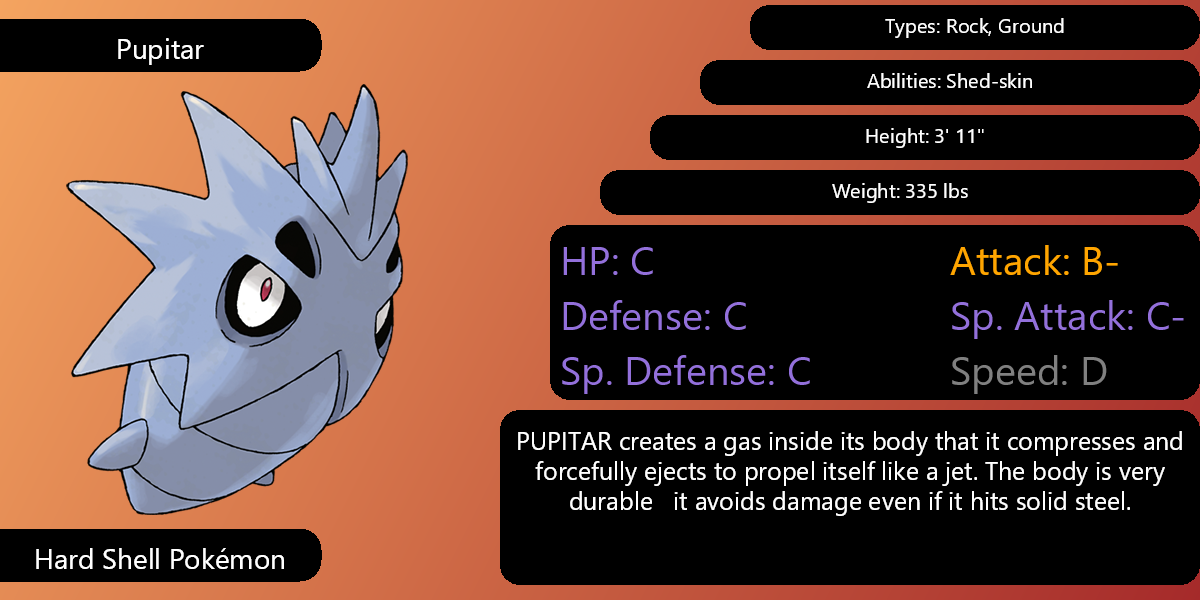 Pupitar
Types: Rock, Ground
Abilities: Shed-skin
Height: 3' 11"
Weight: 335 lbs
HP: C
Attack: B-
Defense: C
Sp. Attack: C-
Sp. Defense: C
Speed: D
PUPITAR creates a gas inside its body that it compresses and
forcefully ejects to propel itself like a jet. The body is very
durable   it avoids damage even if it hits solid steel.
Hard Shell Pokémon